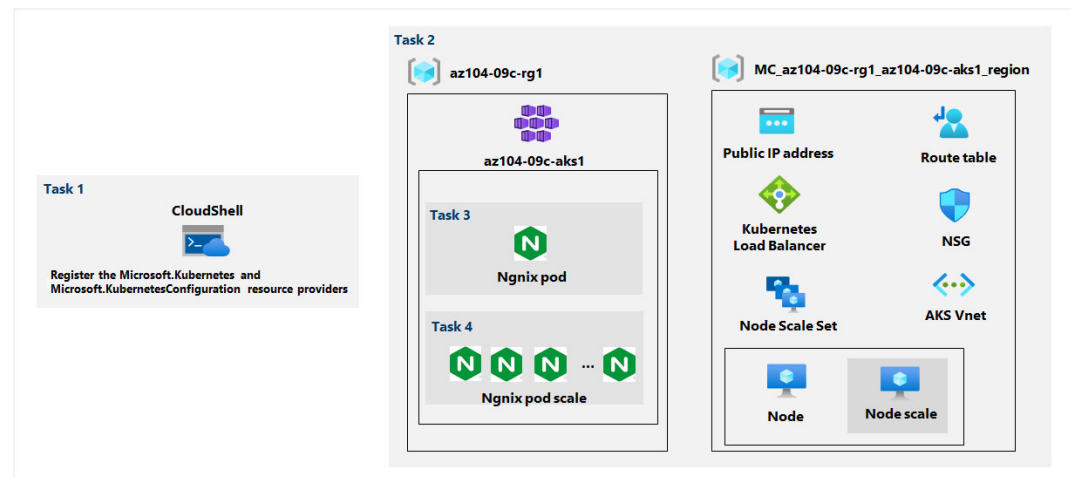 Task 1
CloudShell
Register the Microsoft.Kubernetes and
Microsoft.KubernetesConfiguration resource providers
Task 2
az104-09c-rg1
az104-09c-aks1
Task 3
N
Ngnix pod
Task 4
N N N ... N
Ngnix pod scale
MC_az104-09c-rg1_az104-09c-aks1_region
Public IP address
Route table
Kubernetes
Load Balancer
NSG
Node Scale Set
AKS Vnet
Node
Node scale